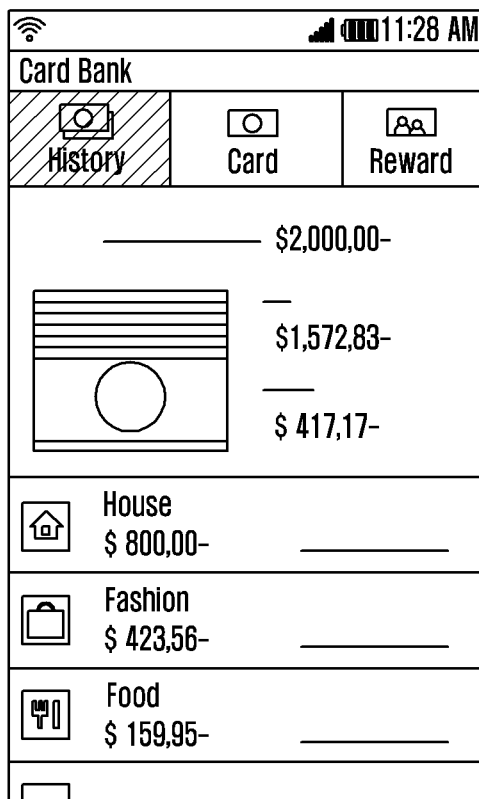 11:28 AM
Card Bank
History Card Reward
$2,000,00-
$1,572,83-
$ 417,17-
House
$ 800,00-
Fashion
$ 423,56-
Food
$ 159,95-